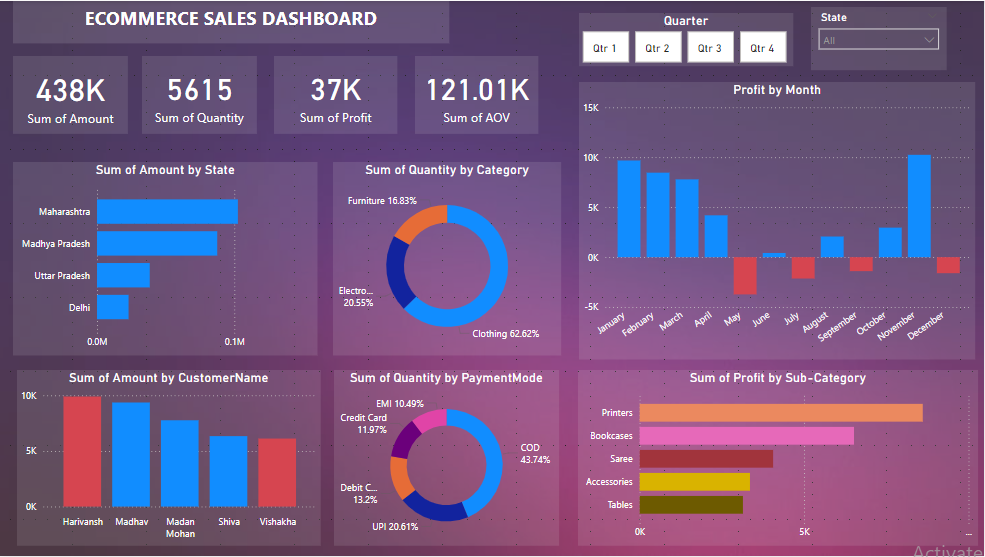 ECOMMERCE SALES DASHBOARD
Quarter
Qtr 1
Qtr 2
Qtr 3
Qtr 4
State
All
438K
Sum of Amount
5615
Sum of Quantity
37K
Sum of Profit
121.01K
Sum of AOV
Profit by Month
15K
10K
5K
0K
-5K
January
February
March
April
May
June
July
August
September
October
November
December
Sum of Amount by State
Maharashtra
Madhya Pradesh
Uttar Pradesh
Delhi
0.0M
0.1M
Sum of Quantity by Category
Furniture 16.83%
Electro...
20.55%
Clothing 62.62%
Sum of Amount by CustomerName
10K
5K
0K
Harivansh
Madhav
Madan
Mohan
Shiva
Vishakha
Sum of Quantity by PaymentMode
EMI 10.49%
Credit Card
11.97%
Debit C...
13.2%
UPI 20.61%
COD
43.74%
Sum of Profit by Sub-Category
Printers
Bookcases
Saree
Accessories
Tables
0K
5K
...
Activate